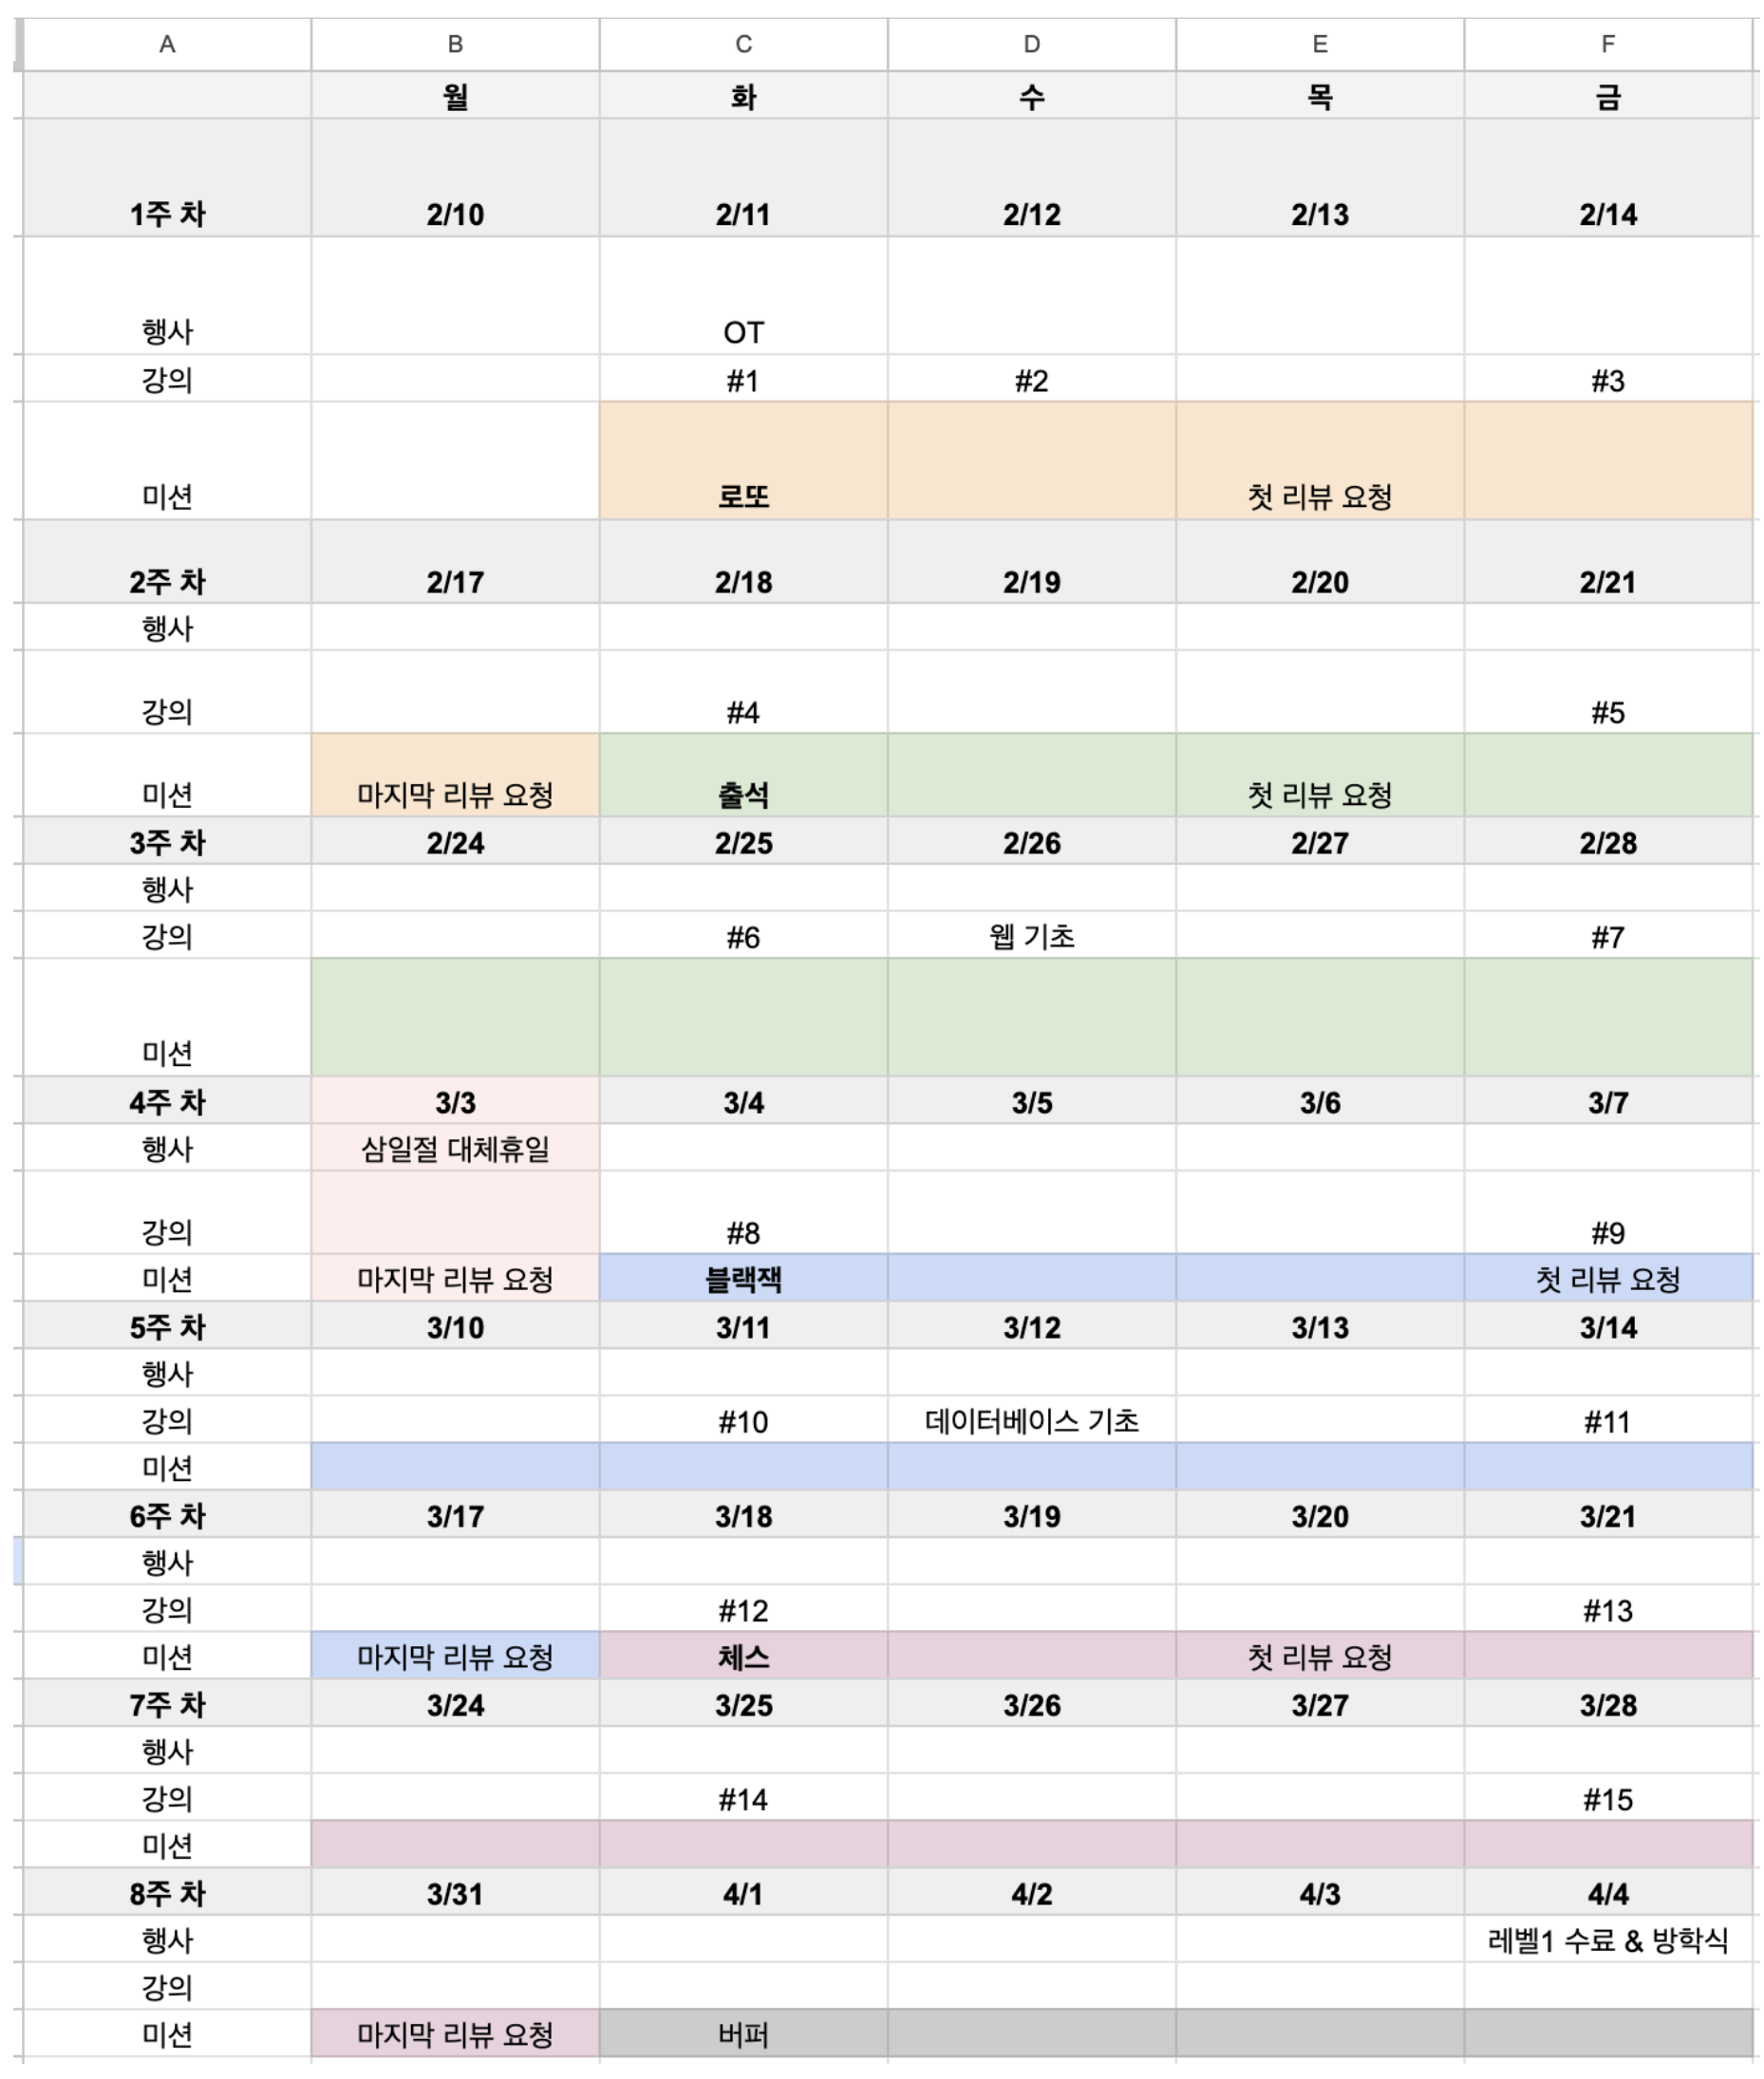 A B C D E F
월 화 수 목 금
1주 차 2/10 2/11 2/12 2/13 2/14
행사 OT
강의 #1 #2 #3
미션 로또 첫 리뷰 요청
2주 차 2/17 2/18 2/19 2/20 2/21
행사
강의 #4 #5
미션 마지막 리뷰 요청 출석 첫 리뷰 요청
3주 차 2/24 2/25 2/26 2/27 2/28
행사
강의 #6 웹 기초 #7
미션
4주 차 3/3 3/4 3/5 3/6 3/7
행사 삼일절 대체휴일
강의 #8 #9
미션 마지막 리뷰 요청 블랙잭 첫 리뷰 요청
5주 차 3/10 3/11 3/12 3/13 3/14
행사
강의 #10 데이터베이스 기초 #11
미션
6주 차 3/17 3/18 3/19 3/20 3/21
행사
강의 #12 #13
미션 마지막 리뷰 요청 체스 첫 리뷰 요청
7주 차 3/24 3/25 3/26 3/27 3/28
행사
강의 #14 #15
미션
8주 차 3/31 4/1 4/2 4/3 4/4
행사 레벨1 수료 & 방학식
강의
미션 마지막 리뷰 요청 버퍼